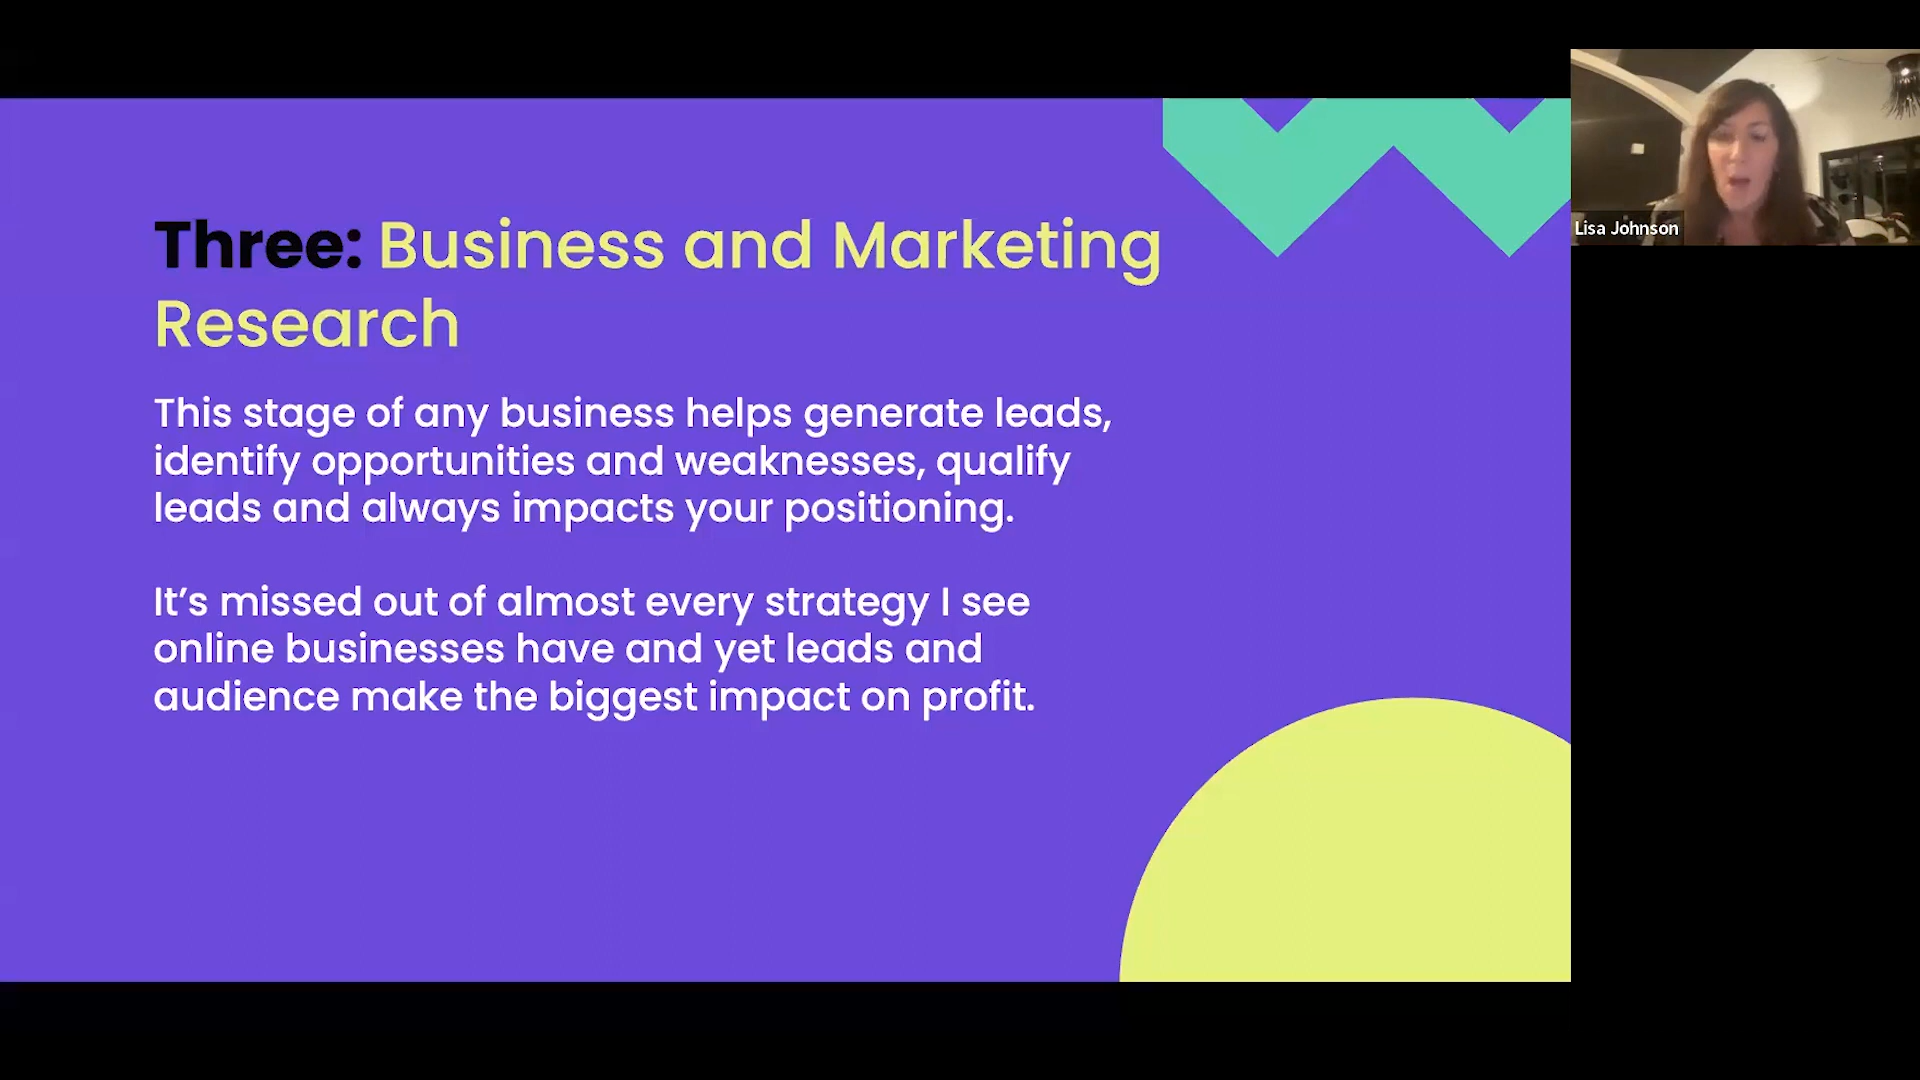 Three: Business and Marketing
Research
This stage of any business helps generate leads,
identify opportunities and weaknesses, qualify
leads and always impacts your positioning.
It’s missed out of almost every strategy I see
online businesses have and yet leads and
audience make the biggest impact on profit.
Lisa Johnson